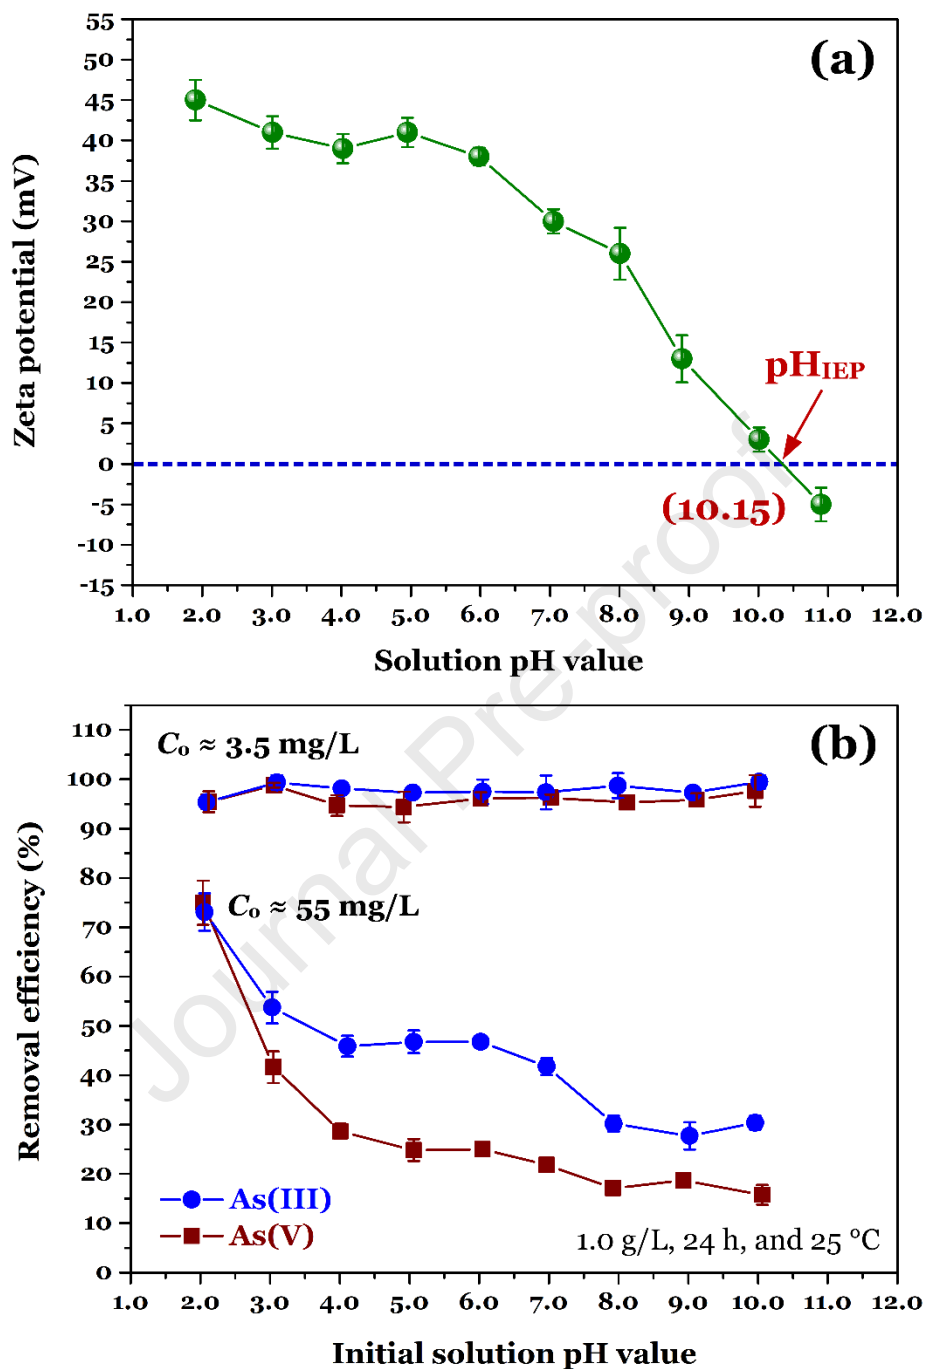 (a)
55
50
45
40
35
30
25
20
15
10
5
0
-5
-10
-15
Zeta potential (mV)
pHIEP
(10.15)
1.0 2.0 3.0 4.0 5.0 6.0 7.0 8.0 9.0 10.0 11.0 12.0
Solution pH value
Journal Pre-proof
(b)
C0 ≈ 3.5 mg/L
110
100
90
80
70
60
50
40
30
20
10
0
Removal efficiency (%)
C0 ≈ 55 mg/L
As(III)
As(V)
1.0 g/L, 24 h, and 25 °C
1.0 2.0 3.0 4.0 5.0 6.0 7.0 8.0 9.0 10.0 11.0 12.0
Initial solution pH value